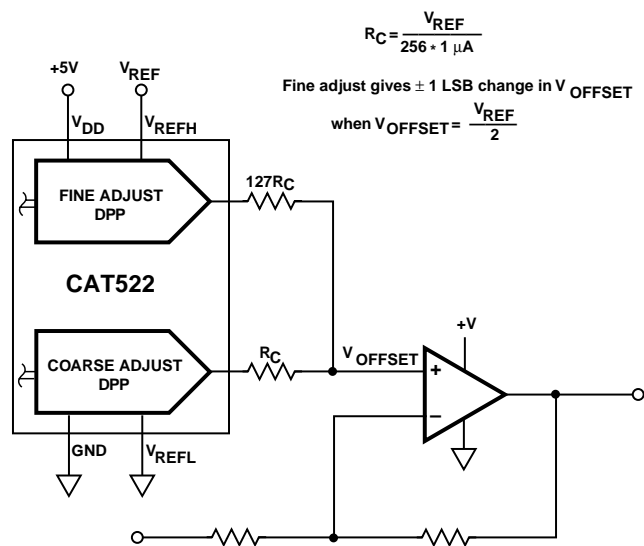 R_C = V_REF / 256 * 1 µA
Fine adjust gives ± 1 LSB change in V_OFFSET
when V_OFFSET = V_REF / 2
+5V
V_REF
V_DD
V_REFH
FINE ADJUST
DPP
127R_C
CAT522
COARSE ADJUST
DPP
R_C
V_OFFSET
+V
+
−
GND
V_REFL